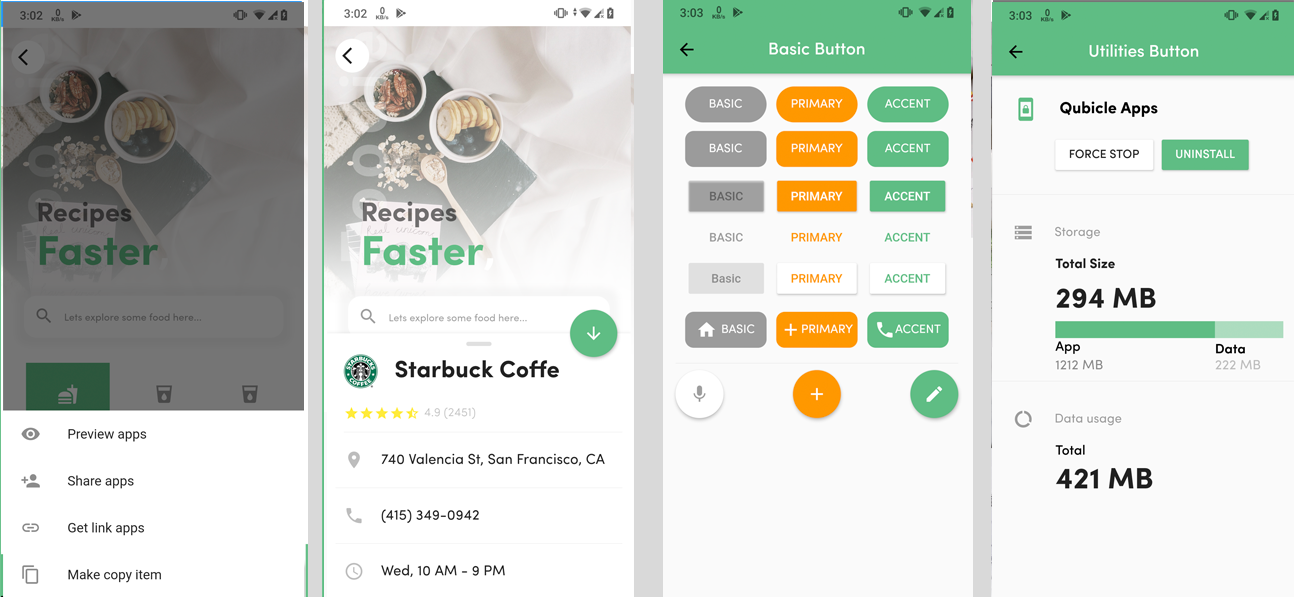 3:02
0
KB/s
Recipes
Faster
Lets explore some food here...
Preview apps
Share apps
Get link apps
Make copy item
3:02
0
KB/s
Recipes
Faster
Lets explore some food here...
STARBUCKS
COFFEE
Starbuck Coffe
4.9 (2451)
740 Valencia St, San Francisco, CA
(415) 349-0942
Wed, 10 AM - 9 PM
3:03
0
KB/s
Basic Button
BASIC PRIMARY ACCENT
BASIC PRIMARY ACCENT
BASIC PRIMARY ACCENT
BASIC PRIMARY ACCENT
Basic PRIMARY ACCENT
BASIC PRIMARY ACCENT
3:03
0
KB/s
Utilities Button
Qubicle Apps
FORCE STOP UNINSTALL
Storage
Total Size
294 MB
App Data
1212 MB 222 MB
Data usage
Total
421 MB